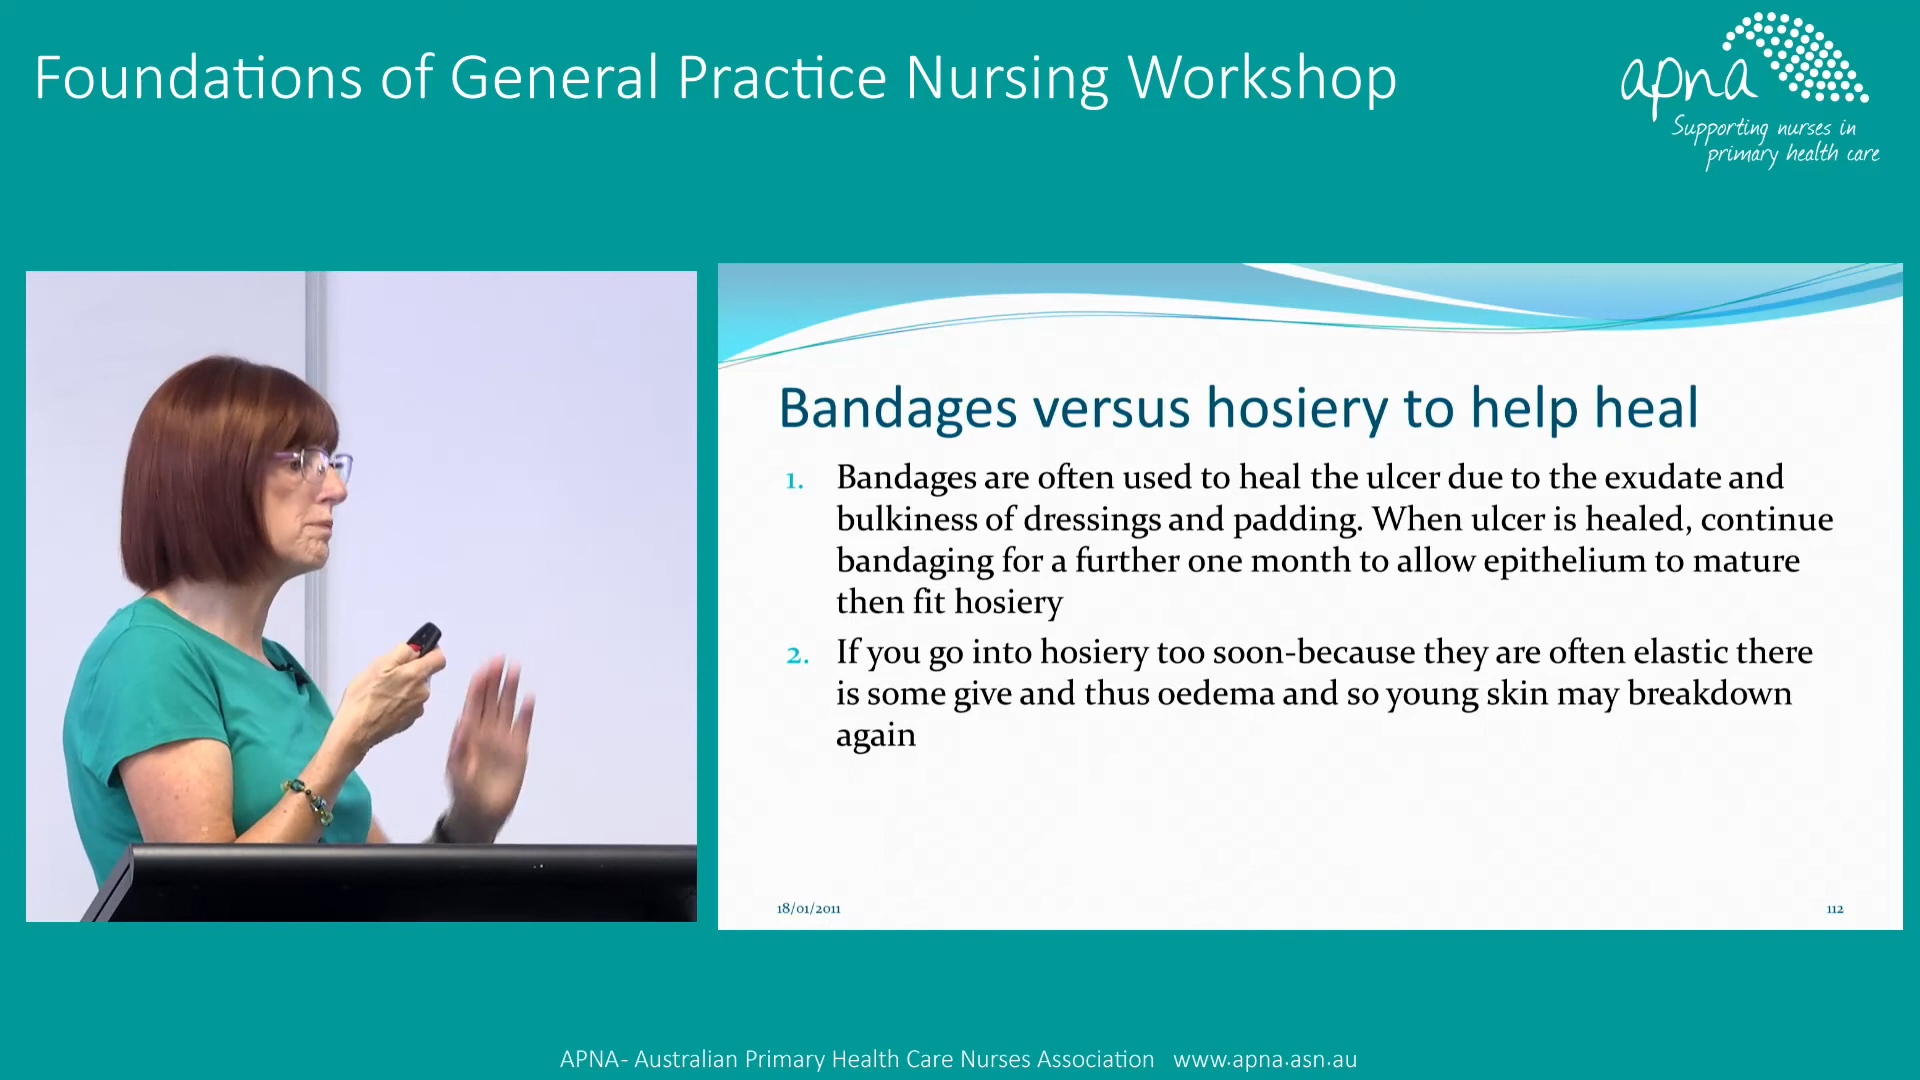 Foundations of General Practice Nursing Workshop
apna
Supporting nurses in
primary health care
Bandages versus hosiery to help heal
1. Bandages are often used to heal the ulcer due to the exudate and
bulkiness of dressings and padding. When ulcer is healed, continue
bandaging for a further one month to allow epithelium to mature
then fit hosiery
2. If you go into hosiery too soon-because they are often elastic there
is some give and thus oedema and so young skin may breakdown
again
18/01/2011
112
APNA- Australian Primary Health Care Nurses Association www.apna.asn.au